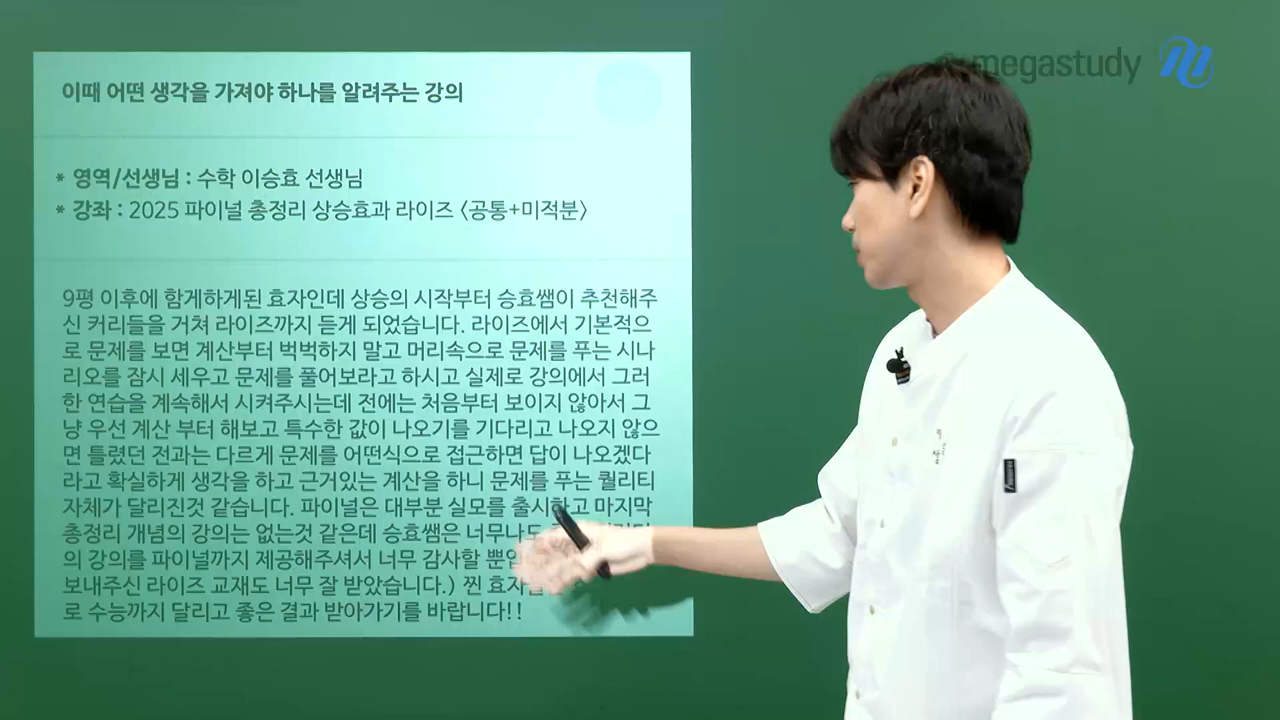 megastudy
이때 어떤 생각을 가져야 하나를 알려주는 강의
* 영역/선생님 : 수학 이승효 선생님
* 강좌 : 2025 파이널 총정리 상승효과 라이즈 <공통+미적분>
9평 이후에 함게하게된 효자인데 상승의 시작부터 승효쌤이 추천해주
신 커리들을 거쳐 라이즈까지 듣게 되었습니다. 라이즈에서 기본적으
로 문제를 보면 계산부터 벅벅하지 말고 머리속으로 문제를 푸는 시나
리오를 잠시 세우고 문제를 풀어보라고 하시고 실제로 강의에서 그러
한 연습을 계속해서 시켜주시는데 전에는 처음부터 보이지 않아서 그
냥 우선 계산 부터 해보고 특수한 값이 나오기를 기다리고 나오지 않으
면 틀렸던 전과는 다르게 문제를 어떤식으로 접근하면 답이 나오겠다
라고 확실하게 생각을 하고 근거있는 계산을 하니 문제를 푸는 퀄리티
자체가 달리진것 같습니다. 파이널은 대부분 실모를 출시하고 마지막
총정리 개념의 강의는 없는것 같은데 승효쌤은
의 강의를 파이널까지 제공해주셔서 너무 감사할
보내주신 라이즈 교재도 너무 잘 받았습니다.) 찐
로 수능까지 달리고 좋은 결과 받아가기를 바랍니다!!